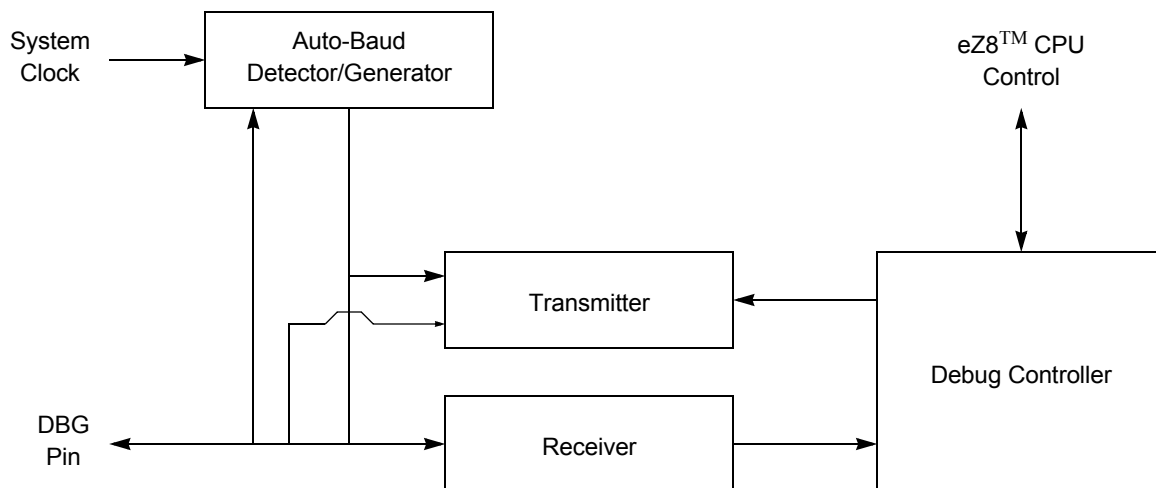 System
Clock
Auto-Baud
Detector/Generator
eZ8™ CPU
Control
Transmitter
Debug Controller
DBG
Pin
Receiver